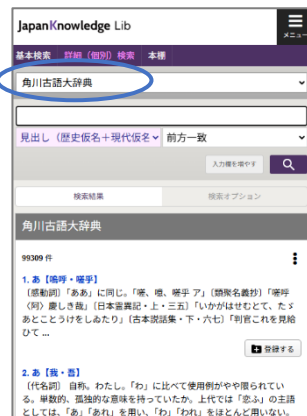 JapanKnowledge Lib
メニュー
基本検索 詳細（個別）検索 本棚
角川古語大辞典
見出し（歴史仮名＋現代仮名 前方一致
入力欄を増やす
検索結果 検索オプション
角川古語大辞典
99309 件
1. あ【嗚呼・嗟乎】
〔感動詞〕「ああ」に同じ。「嗟、噫、嗟乎 ア」〔類聚名義抄〕「嗟呼
〈阿〉慶しき哉」〔日本霊異記・上・三五〕「いかがはせむとて、たゞ
あとことうけをしゐたり」〔古本説話集・下・六七〕「判官これを見給
ひて ...
登録する
2. あ【我・吾】
〔代名詞〕 自称。わたし。「わ」に比べて使用例がやや限られてい
る。単数的、孤独的な意味を持っていたか。上代では「恋ふ」の主語
としては、「あ」「あれ」を用い、「わ」「われ」をほとんど用いない。